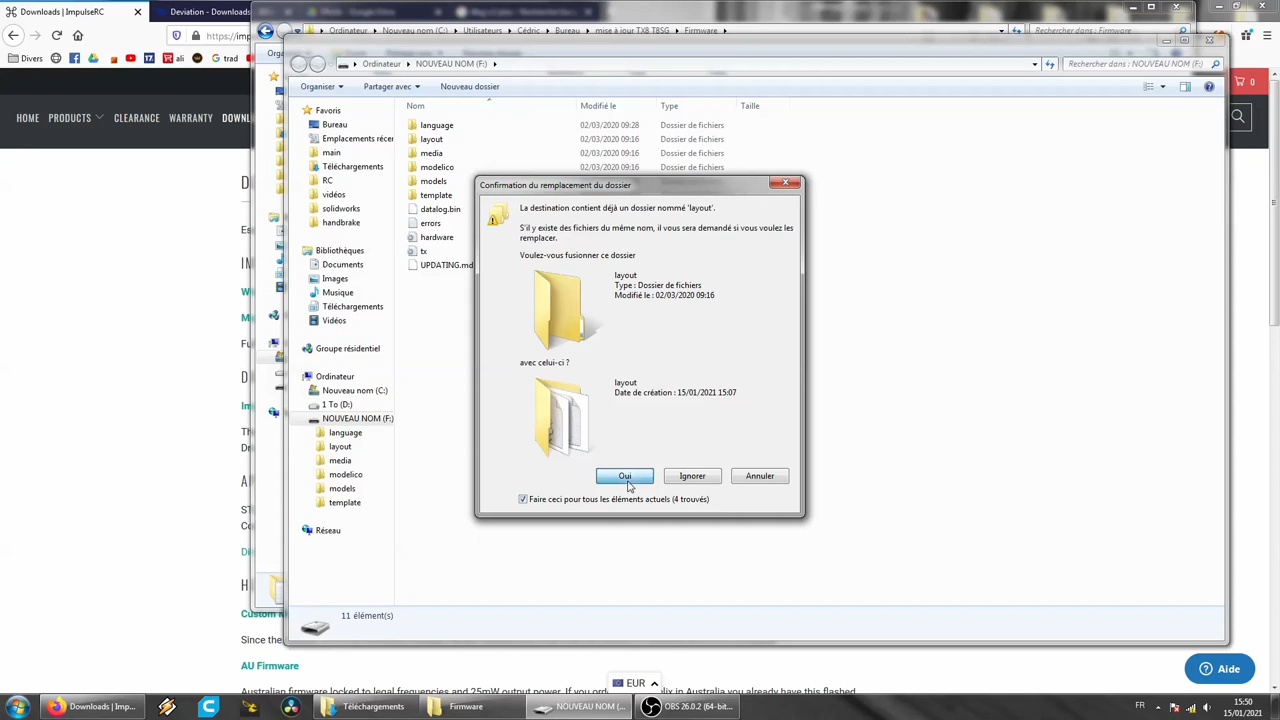 Downloads | ImpulseRC
Deviation - Downloads
https://imp
Ordinateur
Nouveau nom (C:)
Utilisateurs
Cédric
Bureau
mise à jour TX8 T8SG
Firmware
Rechercher dans : Firmware
Divers
ali
trad
Ordinateur
NOUVEAU NOM (F:)
Rechercher dans : NOUVEAU NOM (F:)
Organiser
Partager avec
Nouveau dossier
HOME PRODUCTS CLEARANCE WARRANTY DOWNL
0
Favoris
Bureau
Emplacements récen
main
Téléchargements
RC
vidéos
solidworks
handbrake
Bibliothèques
Documents
Images
Musique
Téléchargements
Vidéos
Groupe résidentiel
Ordinateur
Nouveau nom (C:)
1 To (D:)
NOUVEAU NOM (F:)
language
layout
media
modelico
models
template
Réseau
Nom Modifié le Type Taille
language 02/03/2020 09:28 Dossier de fichiers
layout 02/03/2020 09:16 Dossier de fichiers
media 02/03/2020 09:16 Dossier de fichiers
modelico 02/03/2020 09:16 Dossier de fichiers
models
template
datalog.bin
errors
hardware
tx
UPDATING.md
Confirmation du remplacement du dossier
La destination contient déjà un dossier nommé 'layout'.
S'il y existe des fichiers du même nom, il vous sera demandé si vous voulez les
remplacer.
Voulez-vous fusionner ce dossier
layout
Type : Dossier de fichiers
Modifié le : 02/03/2020 09:16
avec celui-ci ?
layout
Date de création : 15/01/2021 15:07
Oui
Ignorer
Annuler
Faire ceci pour tous les éléments actuels (4 trouvés)
11 élément(s)
Custom
Since the
AU Firmware
EUR
Aide
Downloads | Imp...
Téléchargements
Firmware
NOUVEAU NOM (...
OBS 26.0.2 (64-bit...
FR
15:50
15/01/2021